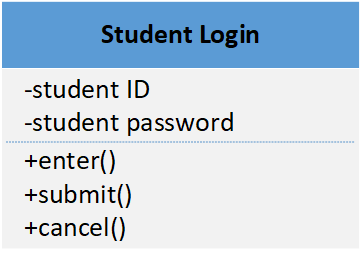 Student Login
-student ID
-student password
+enter()
+submit()
+cancel()